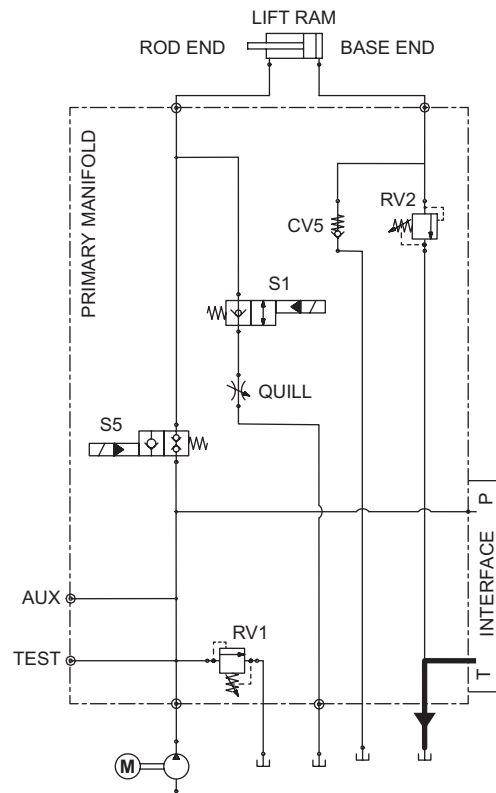 LIFT RAM
ROD END
BASE END
PRIMARY MANIFOLD
RV2
CV5
S1
QUILL
S5
P
INTERFACE
AUX
RV1
TEST
T
M